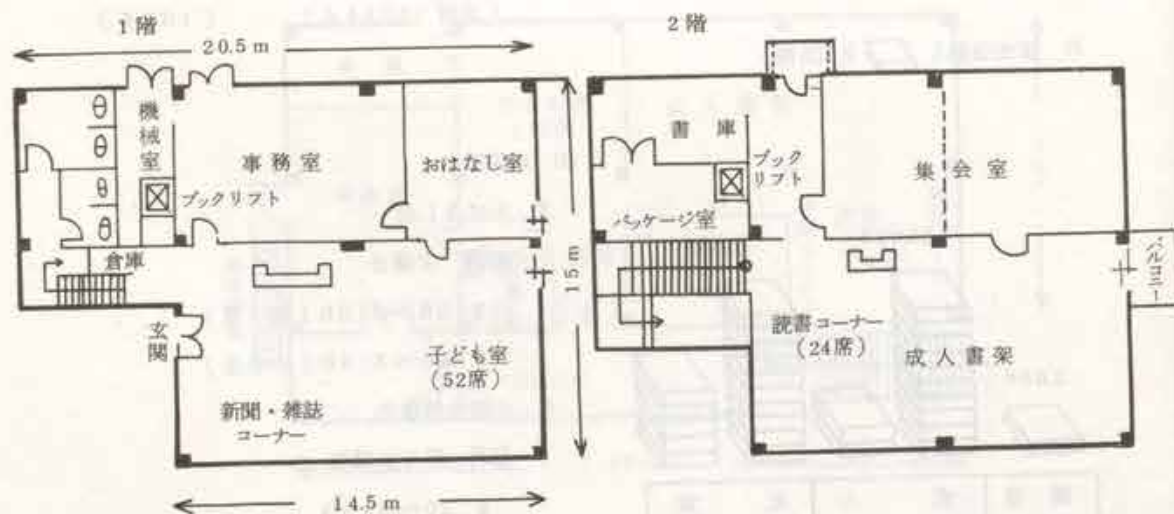 1階
20.5m
機械室
事務室
おはなし室
ブックリフト
倉庫
玄関
子ども室
(52席)
新聞・雑誌
コーナー
15m
14.5m
2階
書庫
ブック
リフト
集会室
パッケージ室
読書コーナー
(24席)
成人書架
バルコニー